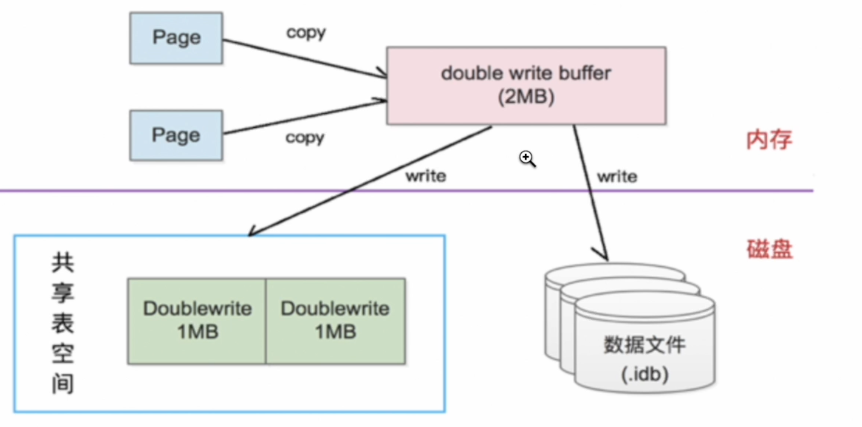 Page
copy
double write buffer
(2MB)
Page
copy
内存
write
write
磁盘
共
享
表
空
间
Doublewrite
1MB
Doublewrite
1MB
数据文件
(.idb)